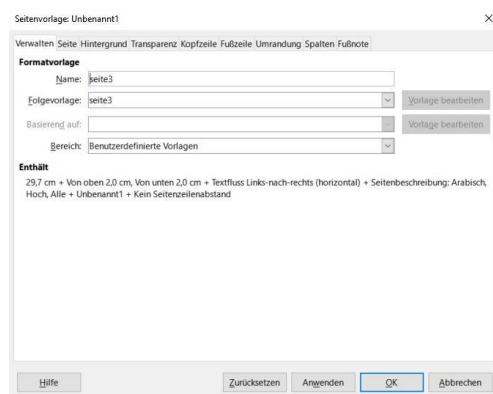 Seitenvorlage: Unbenannt1
Verwalten Seite Hintergrund Transparenz Kopfzeile Fußzeile Umrandung Spalten Fußnote
Formatvorlage
Name: seite3
Folgevorlage: seite3 Vorlage bearbeiten
Basierend auf: Vorlage bearbeiten
Bereich: Benutzerdefinierte Vorlagen
Enthält
29,7 cm + Von oben 2,0 cm, Von unten 2,0 cm + Textfluss Links-nach-rechts (horizontal) + Seitenbeschreibung: Arabisch,
Hoch, Alle + Unbenannt1 + Kein Seitenzeilenabstand
Hilfe Zurücksetzen Anwenden OK Abbrechen